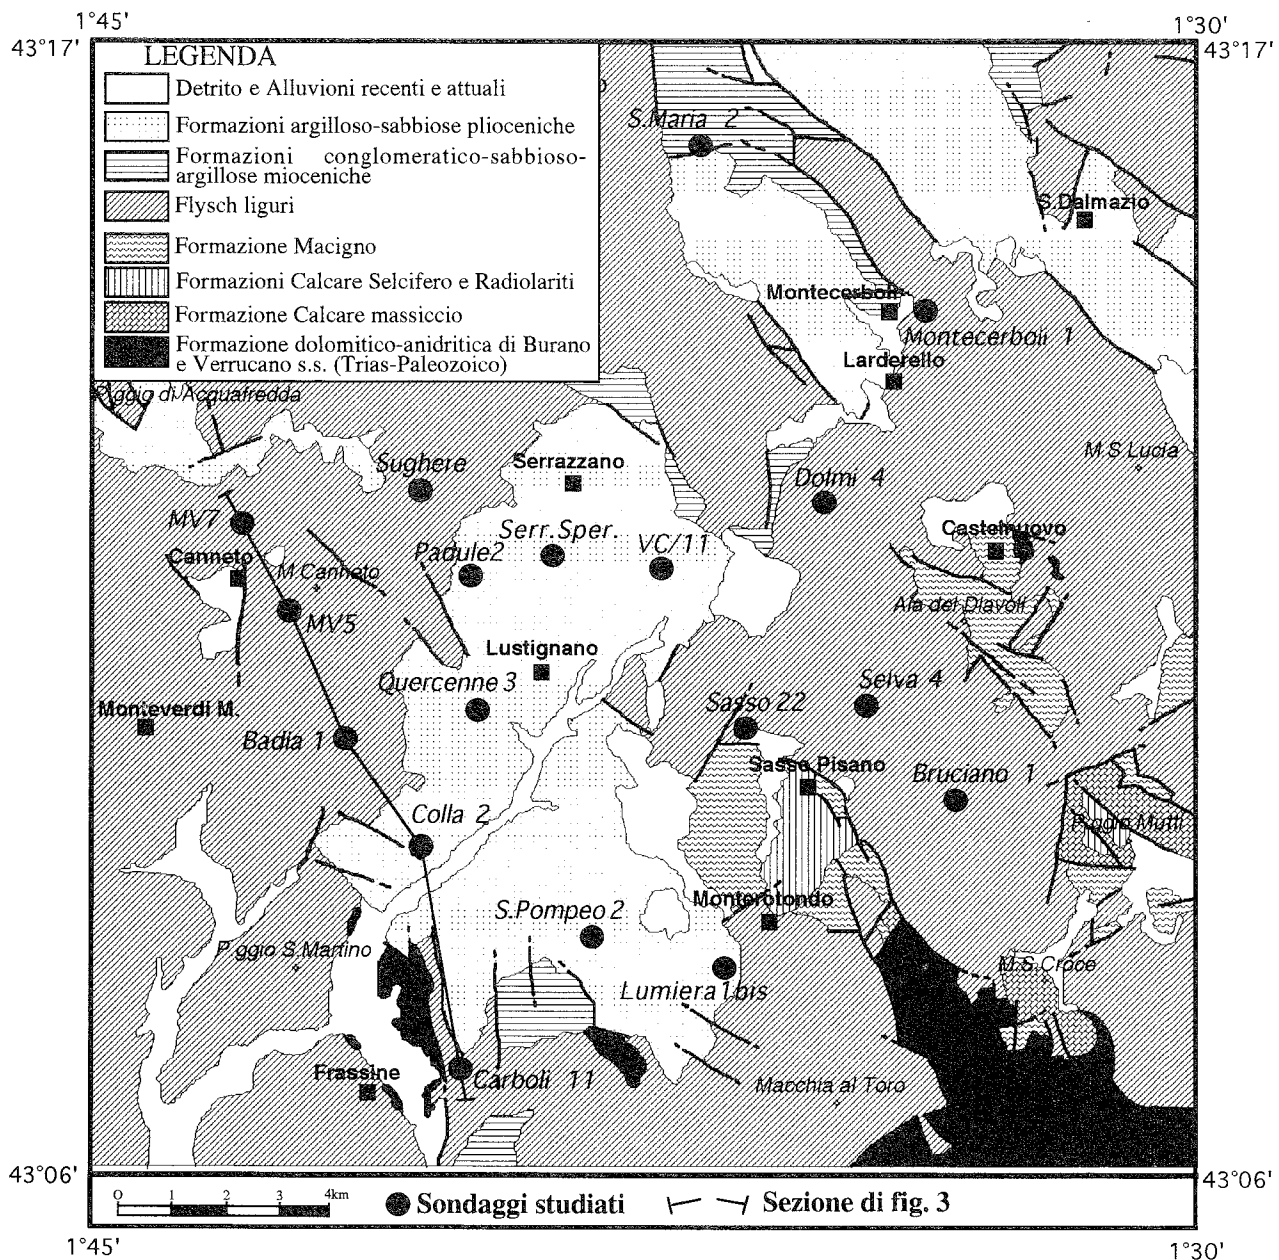 1°45'
1°30'
43°17'
43°17'
LEGENDA
Detrito e Alluvioni recenti e attuali
Formazioni argilloso-sabbiose plioceniche
Formazioni conglomeratico-sabbioso-
argillose mioceniche
Flysch liguri
Formazione Macigno
Formazioni Calcare Selcifero e Radiolariti
Formazione Calcare massiccio
Formazione dolomitico-anidritica di Burano
e Verrucano s.s. (Trias-Paleozoico)
S.Maria 2
S.Dalmazio
Montecerboli
Montecerboli 1
Larderello
P.ggio di Acquafredda
M.S.Lucia
Sughere
Serrazzano
Dolmi 4
MV7
Serr.Sper.
VC/11
Castelnuovo
Canneto
Padule2
M.Canneto
Aia dei Diavoli
MV5
Lustignano
Quercenne 3
Selva 4
Monteverdi M.
Sasso 22
Badia 1
Sasso Pisano
Bruciano 1
Colla 2
P.ggio Mutti
Monterotondo
S.Pompeo 2
P.ggio S.Martino
M.S.Croce
Lumiera 1bis
Frassine
Carboli 11
Macchia al Toro
43°06'
43°06'
0 1 2 3 4km
Sondaggi studiati
Sezione di fig. 3
1°45'
1°30'